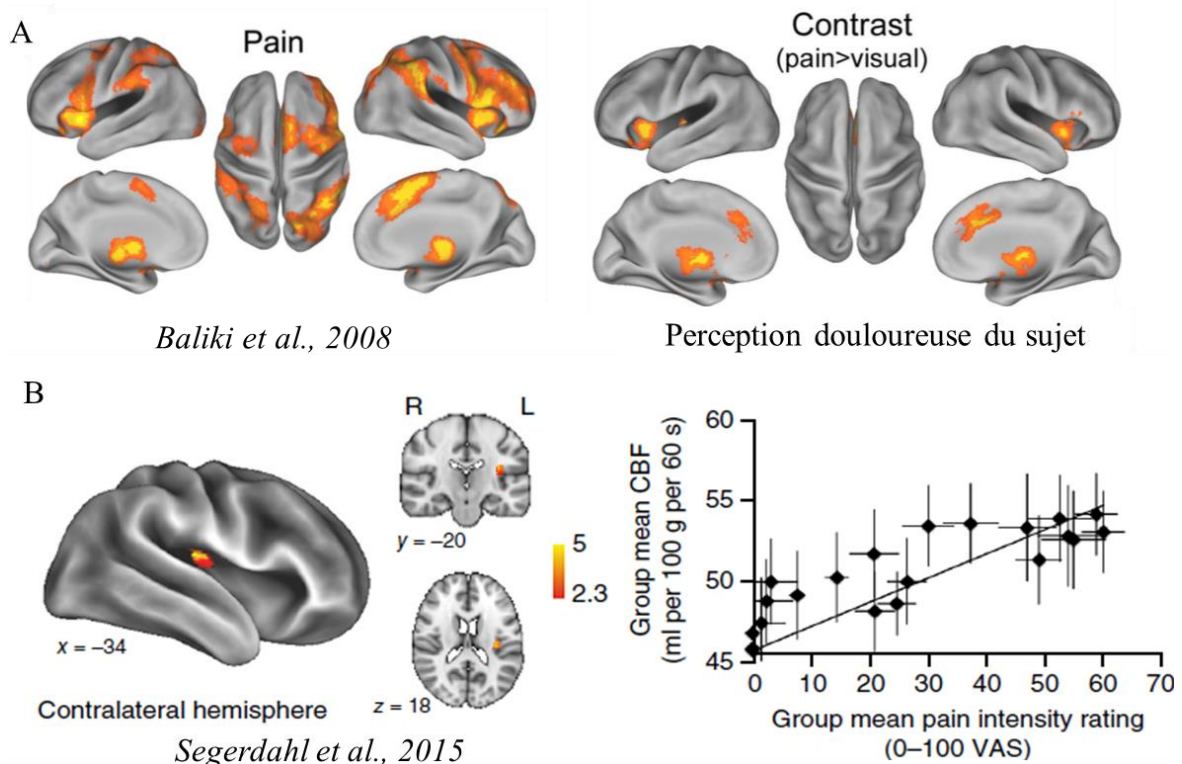 A
Pain
Contrast
(pain>visual)
Baliki et al., 2008
Perception douloureuse du sujet
B
R L
y = –20
5
2.3
x = –34
z = 18
Contralateral hemisphere
Segerdahl et al., 2015
Group mean CBF
(ml per 100 g per 60 s)
60
55
50
45
0 10 20 30 40 50 60 70
Group mean pain intensity rating
(0–100 VAS)